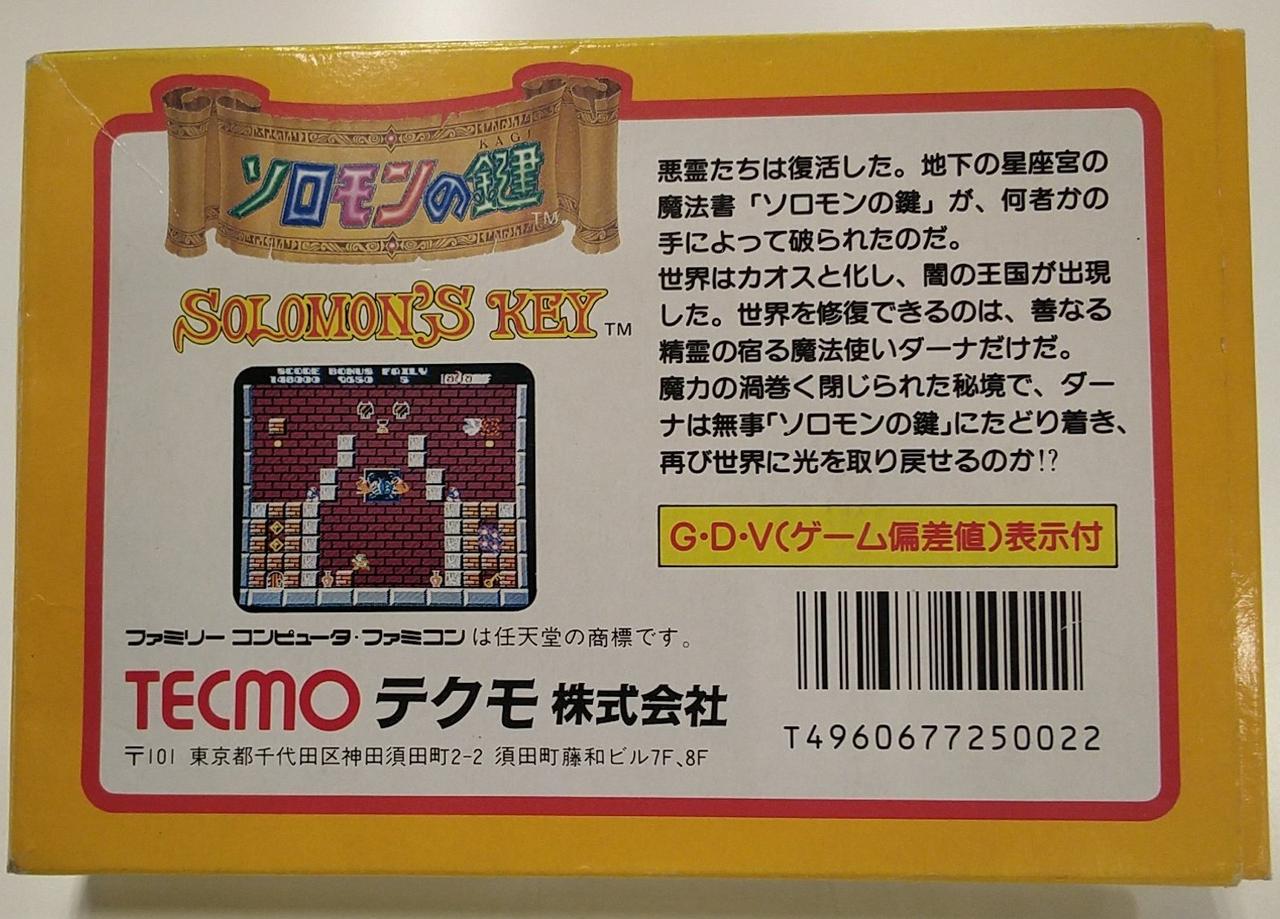 KAGI
ソロモンの鍵 TM
SOLOMON'S KEY TM
SCORE BONUS FAILY
148000 9650 5
ファミリー コンピュータ・ファミコン は任天堂の商標です。
TECMO テクモ 株式会社
〒101 東京都千代田区神田須田町2-2 須田町藤和ビル7F、8F
悪霊たちは復活した。地下の星座宮の
魔法書「ソロモンの鍵」が、何者かの
手によって破られたのだ。
世界はカオスと化し、闇の王国が出現
した。世界を修復できるのは、善なる
精霊の宿る魔法使いダーナだけだ。
魔力の渦巻く閉じられた秘境で、ダー
ナは無事「ソロモンの鍵」にたどり着き、
再び世界に光を取り戻せるのか!?
G・D・V(ゲーム偏差値)表示付
T4960677250022